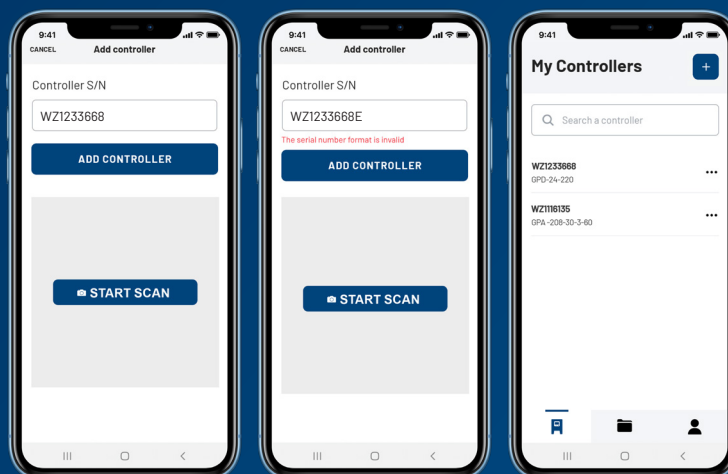 9:41
CANCEL Add controller
Controller S/N
WZ1233668
ADD CONTROLLER
START SCAN
9:41
CANCEL Add controller
Controller S/N
WZ1233668E
The serial number format is invalid
ADD CONTROLLER
START SCAN
9:41
My Controllers +
Search a controller
WZ1233668
GPD-24-220
WZ1116135
GPA-208-30-3-60